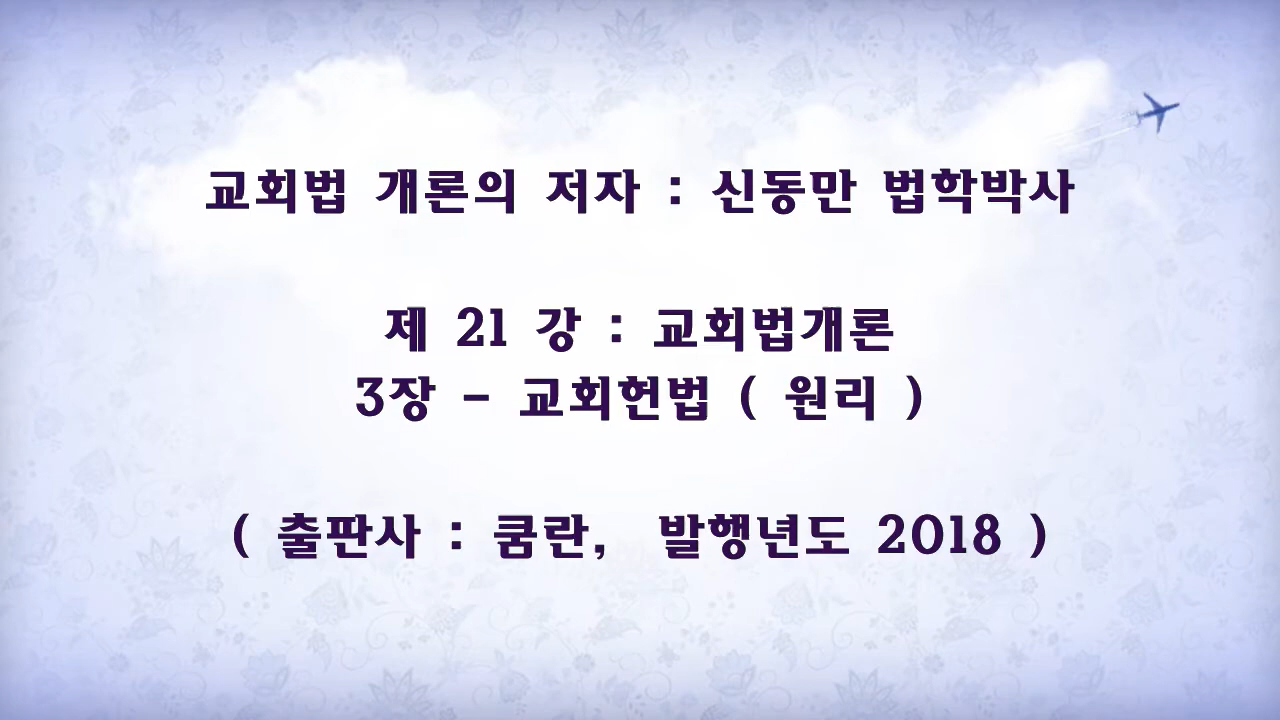 교회법 개론의 저자 : 신동만 법학박사
제 21 강 : 교회법개론
3장 - 교회헌법 ( 원리 )
( 출판사 : 쿰란, 발행년도 2018 )